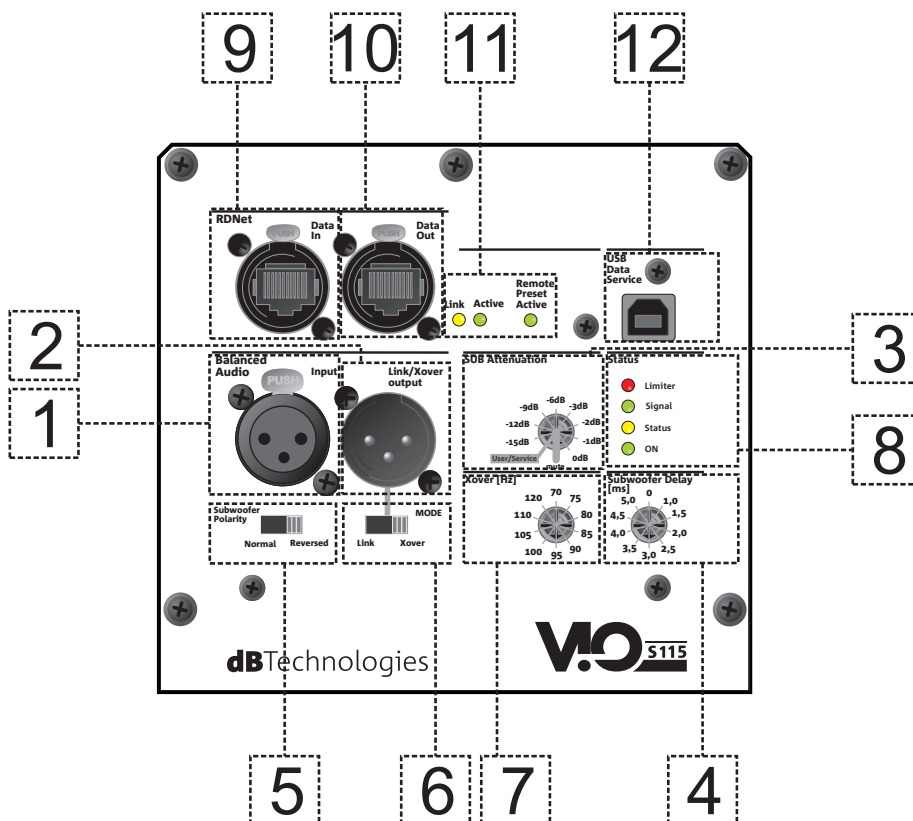 9 10 11 12
RDNet
Data
In
PUSH
Data
Out
PUSH
Link Active
Remote
Preset
Active
USB
Data
Service
2
1
3
8
Balanced
Audio
Input
PUSH
Link/Xover
output
SUB Attenuation
-6dB
-9dB -3dB
-12dB -2dB
-15dB -1dB
User/Service 0dB
mute
Status
Limiter
Signal
Status
ON
Subwoofer
Polarity
Normal Reversed
MODE
Link Xover
Xover [Hz]
70
120 75
110 80
105 85
100 90
95
Subwoofer Delay
[ms]
0
5,0 1,0
4,5 1,5
4,0 2,0
3,5 2,5
3,0
dBTechnologies
VIO S115
5 6 7 4